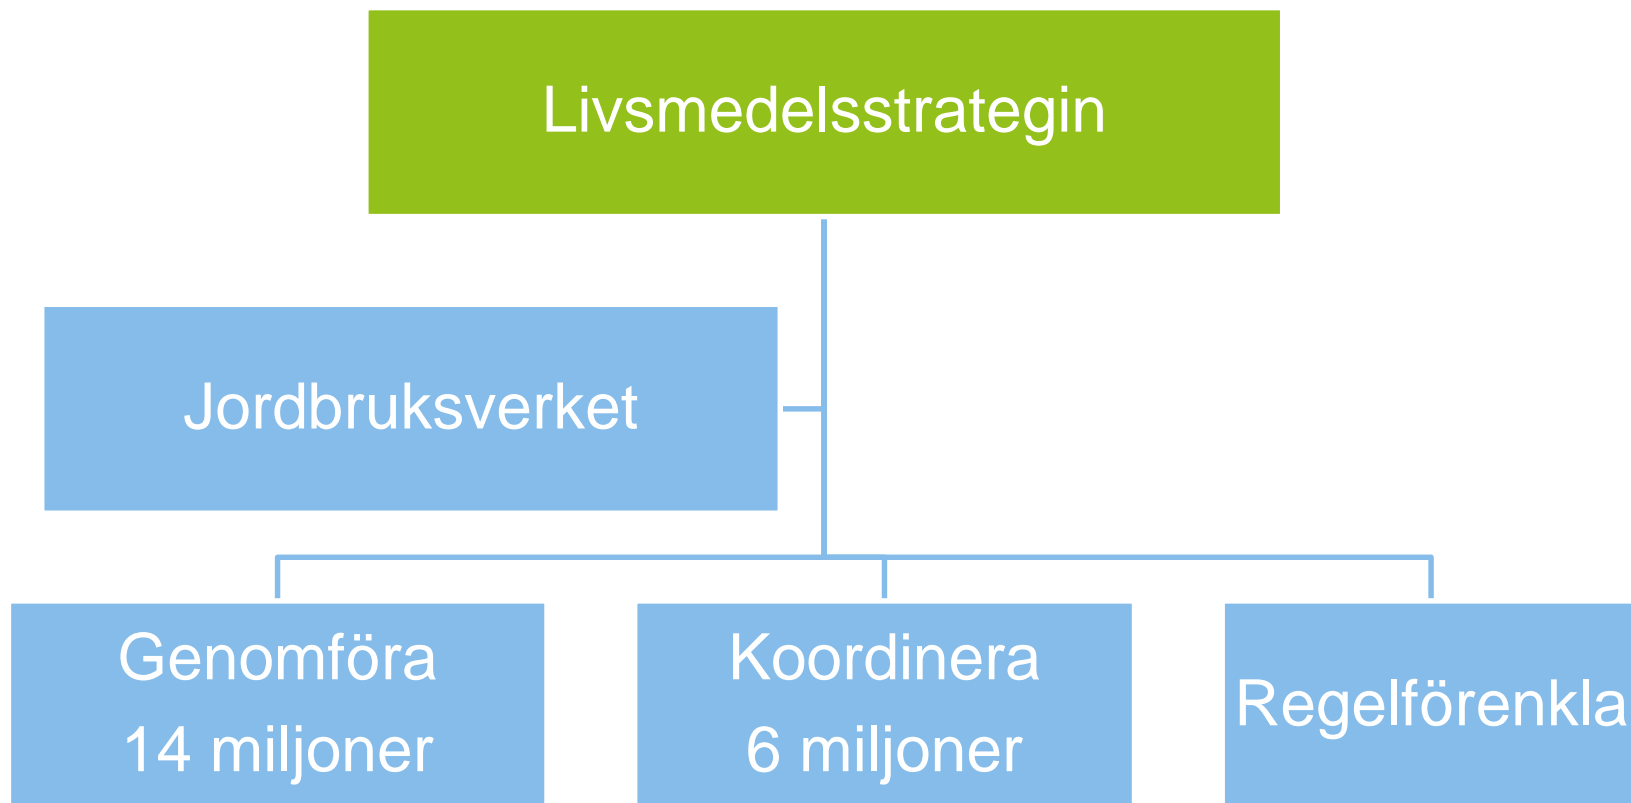 Livsmedelsstrategin
Jordbruksverket
Genomföra
14 miljoner
Koordinera
6 miljoner
Regelförenkla